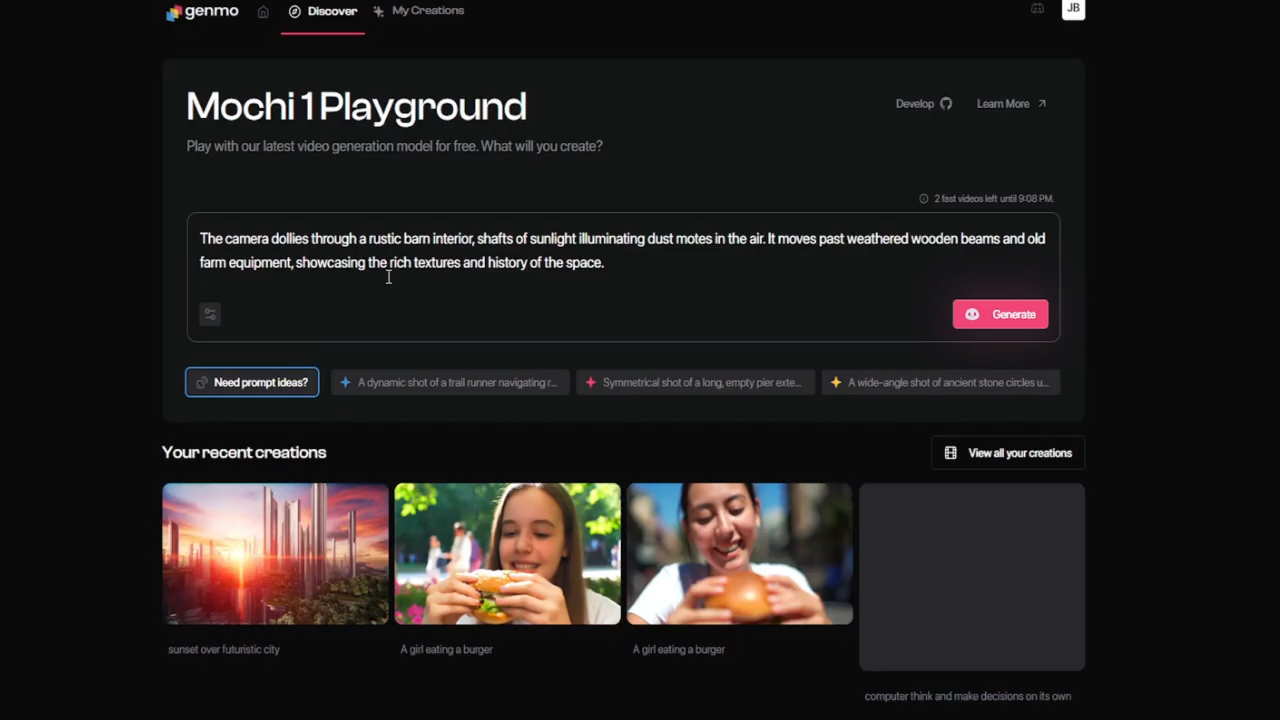 genmo
Discover
My Creations
JB
Mochi 1 Playground
Develop
Learn More
Play with our latest video generation model for free. What will you create?
2 fast videos left until 9:08 PM.
The camera dollies through a rustic barn interior, shafts of sunlight illuminating dust motes in the air. It moves past weathered wooden beams and old
farm equipment, showcasing the rich textures and history of the space.
Generate
Need prompt ideas?
A dynamic shot of a trail runner navigating r...
Symmetrical shot of a long, empty pier exte...
A wide-angle shot of ancient stone circles u...
Your recent creations
View all your creations
sunset over futuristic city
A girl eating a burger
A girl eating a burger
computer think and make decisions on its own